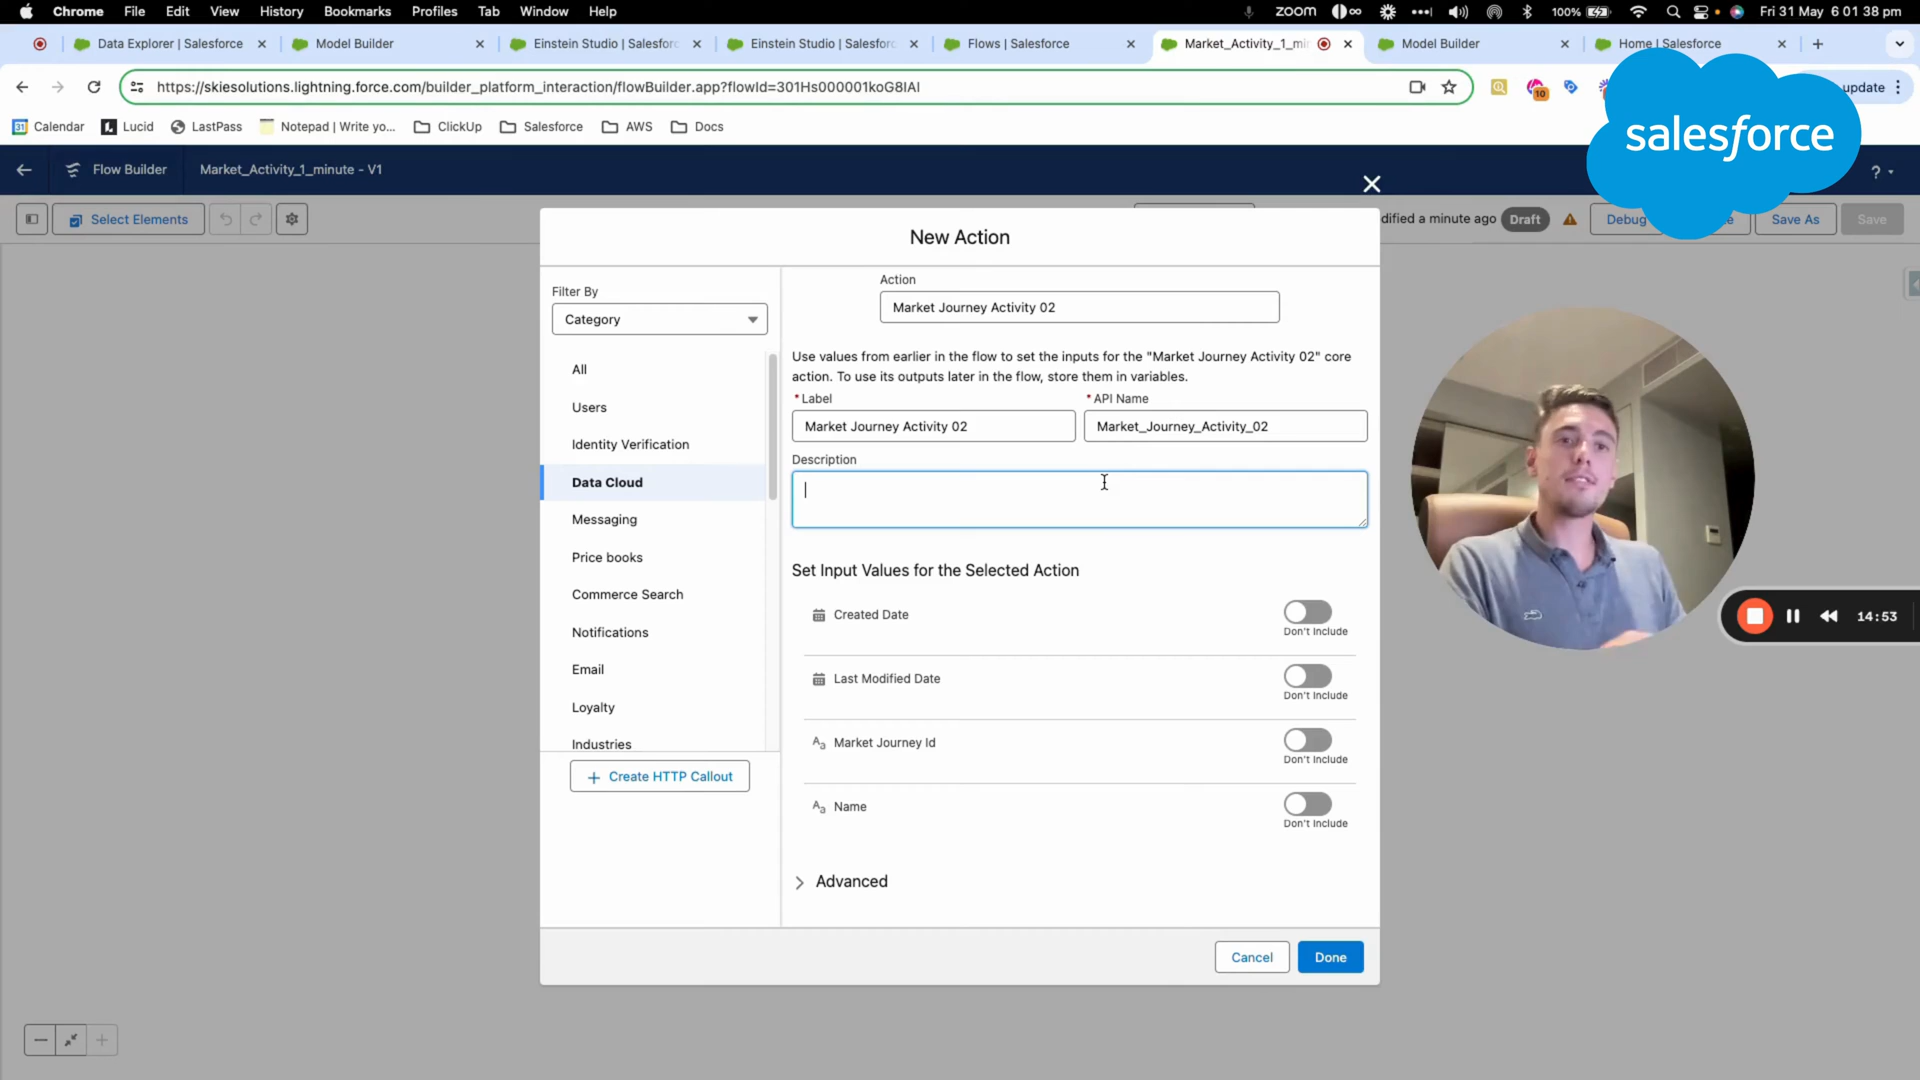 Chrome File Edit View History Bookmarks Profiles Tab Window Help zoom 100% Fri 31 May 6 01 38 pm
Data Explorer | Salesforce Model Builder Einstein Studio | Salesforc Einstein Studio | Salesforc Flows | Salesforce Market_Activity_1_mi Model Builder Home | Salesforce
https://skiesolutions.lightning.force.com/builder_platform_interaction/flowBuilder.app?flowId=301Hs000001koG8IAI 10 update
31 Calendar Lucid LastPass Notepad | Write yo... ClickUp Salesforce AWS Docs
salesforce
Flow Builder Market_Activity_1_minute - V1 ?
Select Elements dified a minute ago Draft Debug e Save As Save
New Action
Filter By
Category
All
Users
Identity Verification
Data Cloud
Messaging
Price books
Commerce Search
Notifications
Email
Loyalty
Industries
Create HTTP Callout
Action
Market Journey Activity 02
Use values from earlier in the flow to set the inputs for the "Market Journey Activity 02" core
action. To use its outputs later in the flow, store them in variables.
* Label * API Name
Market Journey Activity 02 Market_Journey_Activity_02
Description
Set Input Values for the Selected Action
Created Date
Don't Include
Last Modified Date
Don't Include
Aa Market Journey Id
Don't Include
Aa Name
Don't Include
Advanced
Cancel Done
14:53